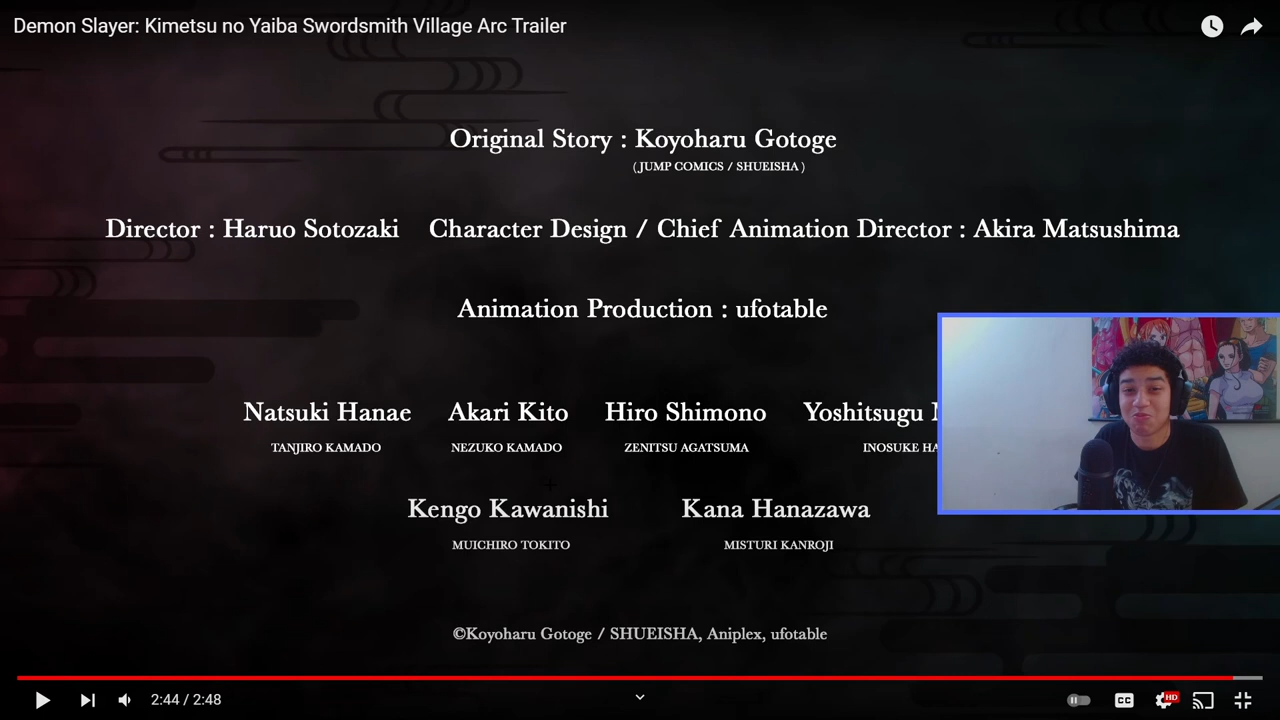 Demon Slayer: Kimetsu no Yaiba Swordsmith Village Arc Trailer
Original Story : Koyoharu Gotoge
(JUMP COMICS / SHUEISHA)
Director : Haruo Sotozaki Character Design / Chief Animation Director : Akira Matsushima
Animation Production : ufotable
Natsuki Hanae Akari Kito Hiro Shimono Yoshitsugu
TANJIRO KAMADO NEZUKO KAMADO ZENITSU AGATSUMA INOSUKE
Kengo Kawanishi Kana Hanazawa
MUICHIRO TOKITO MISTURI KANROJI
©Koyoharu Gotoge / SHUEISHA, Aniplex, ufotable
2:44 / 2:48
CC HD